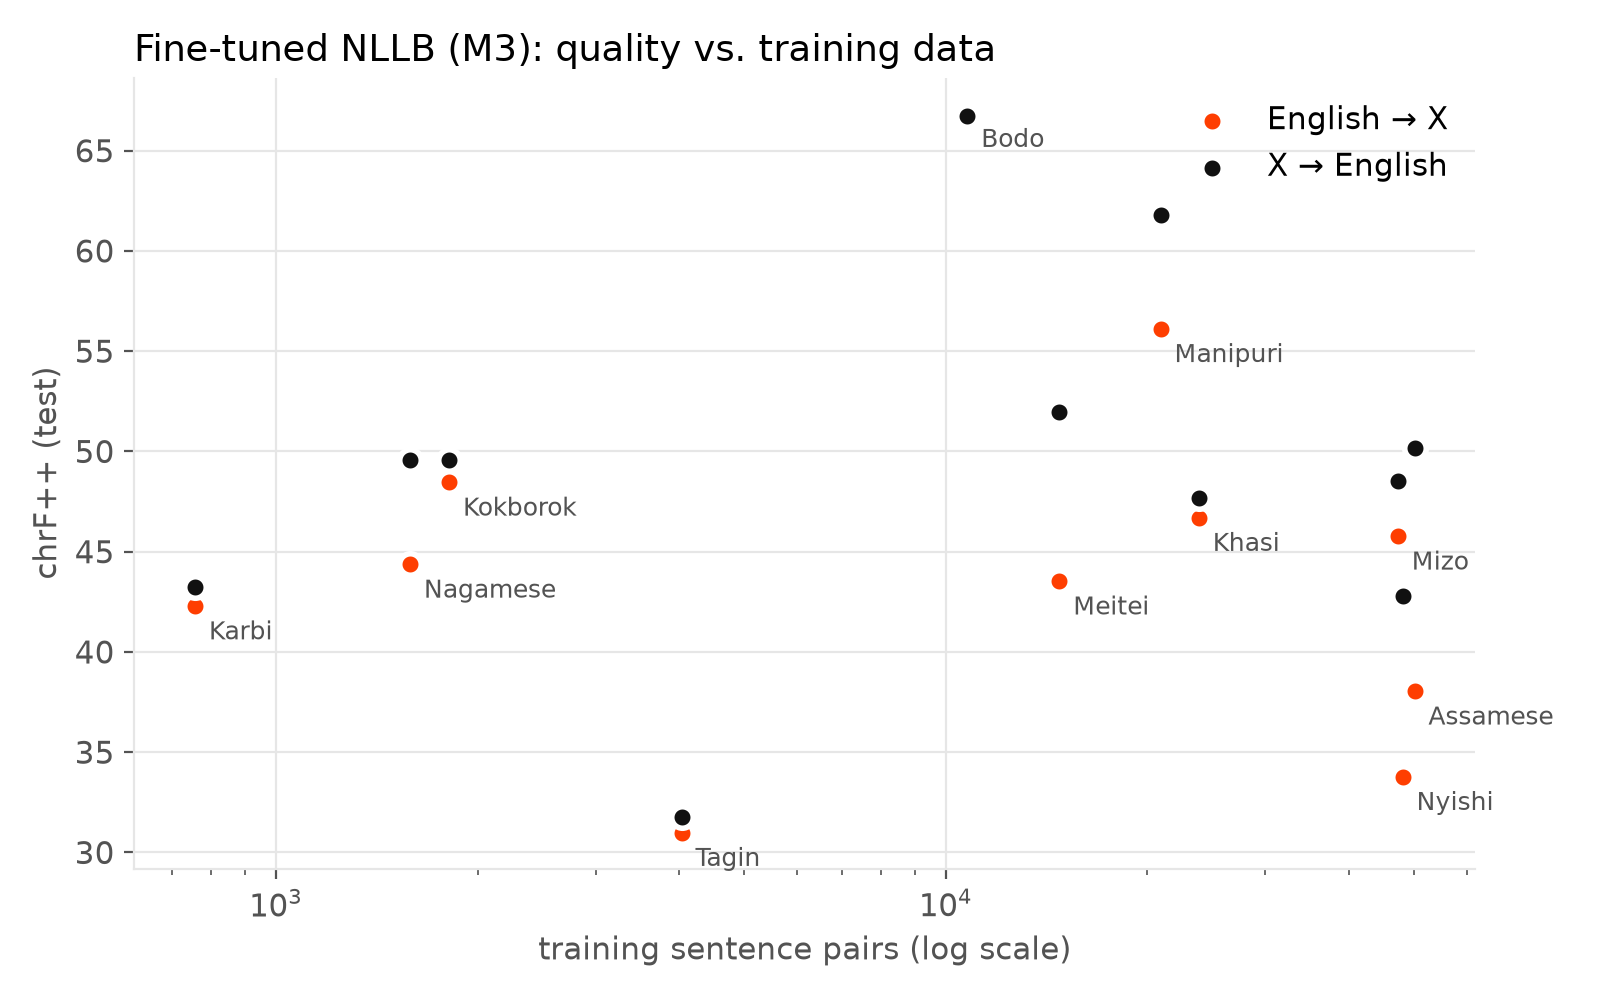 Fine-tuned NLLB (M3): quality vs. training data
English → X
X → English
chrF++ (test)
65
60
55
50
45
40
35
30
Bodo
Manipuri
Kokborok
Khasi
Mizo
Nagamese
Meitei
Karbi
Assamese
Nyishi
Tagin
10³
10⁴
training sentence pairs (log scale)